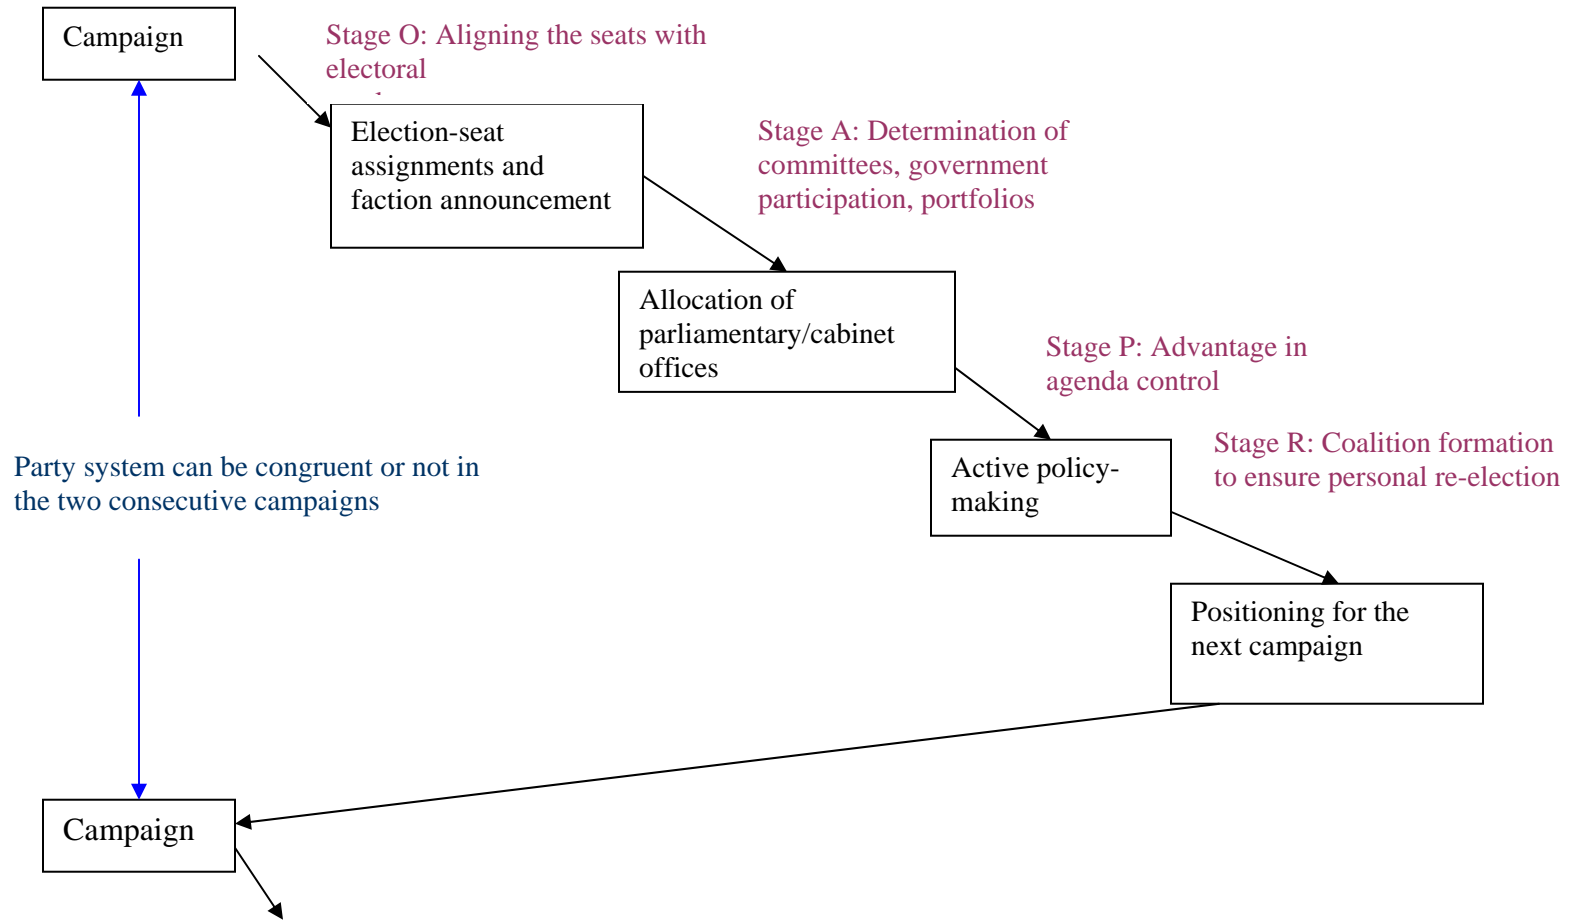 Campaign
Stage O: Aligning the seats with
electoral
Election-seat
assignments and
faction announcement
Stage A: Determination of
committees, government
participation, portfolios
Allocation of
parliamentary/cabinet
offices
Stage P: Advantage in
agenda control
Active policy-
making
Stage R: Coalition formation
to ensure personal re-election
Party system can be congruent or not in
the two consecutive campaigns
Positioning for the
next campaign
Campaign